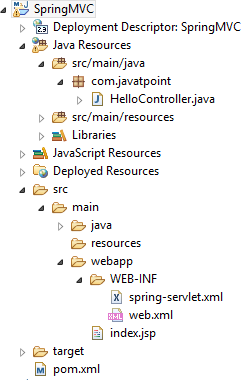 SpringMVC
Deployment Descriptor: SpringMVC
Java Resources
src/main/java
com.javatpoint
HelloController.java
src/main/resources
Libraries
JavaScript Resources
Deployed Resources
src
main
java
resources
webapp
WEB-INF
spring-servlet.xml
web.xml
index.jsp
target
pom.xml